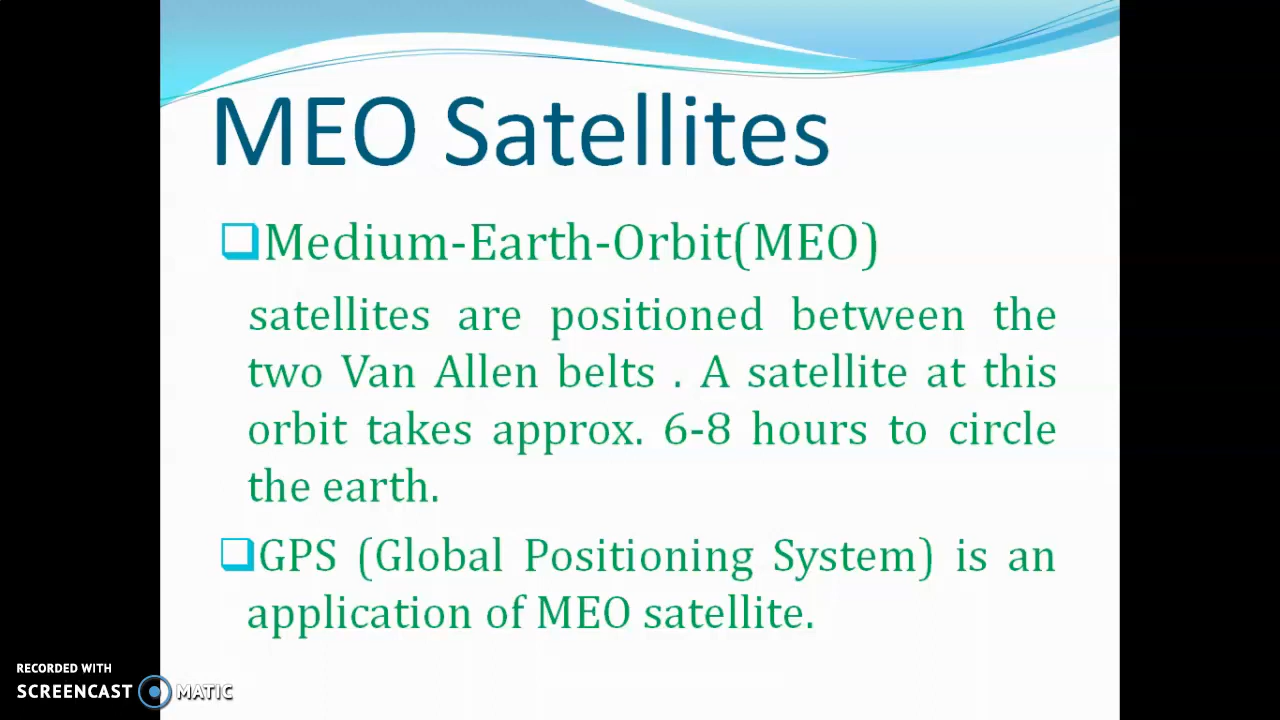 MEO Satellites
Medium-Earth-Orbit(MEO)
satellites are positioned between the
two Van Allen belts . A satellite at this
orbit takes approx. 6-8 hours to circle
the earth.
GPS (Global Positioning System) is an
application of MEO satellite.
RECORDED WITH
SCREENCAST MATIC